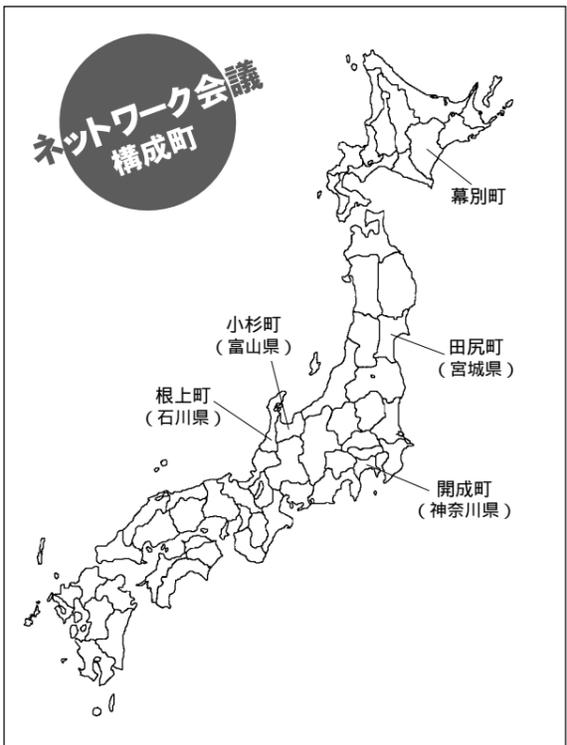 ネットワーク会議
構成町
幕別町
小杉町
（富山県）
田尻町
（宮城県）
根上町
（石川県）
開成町
（神奈川県）